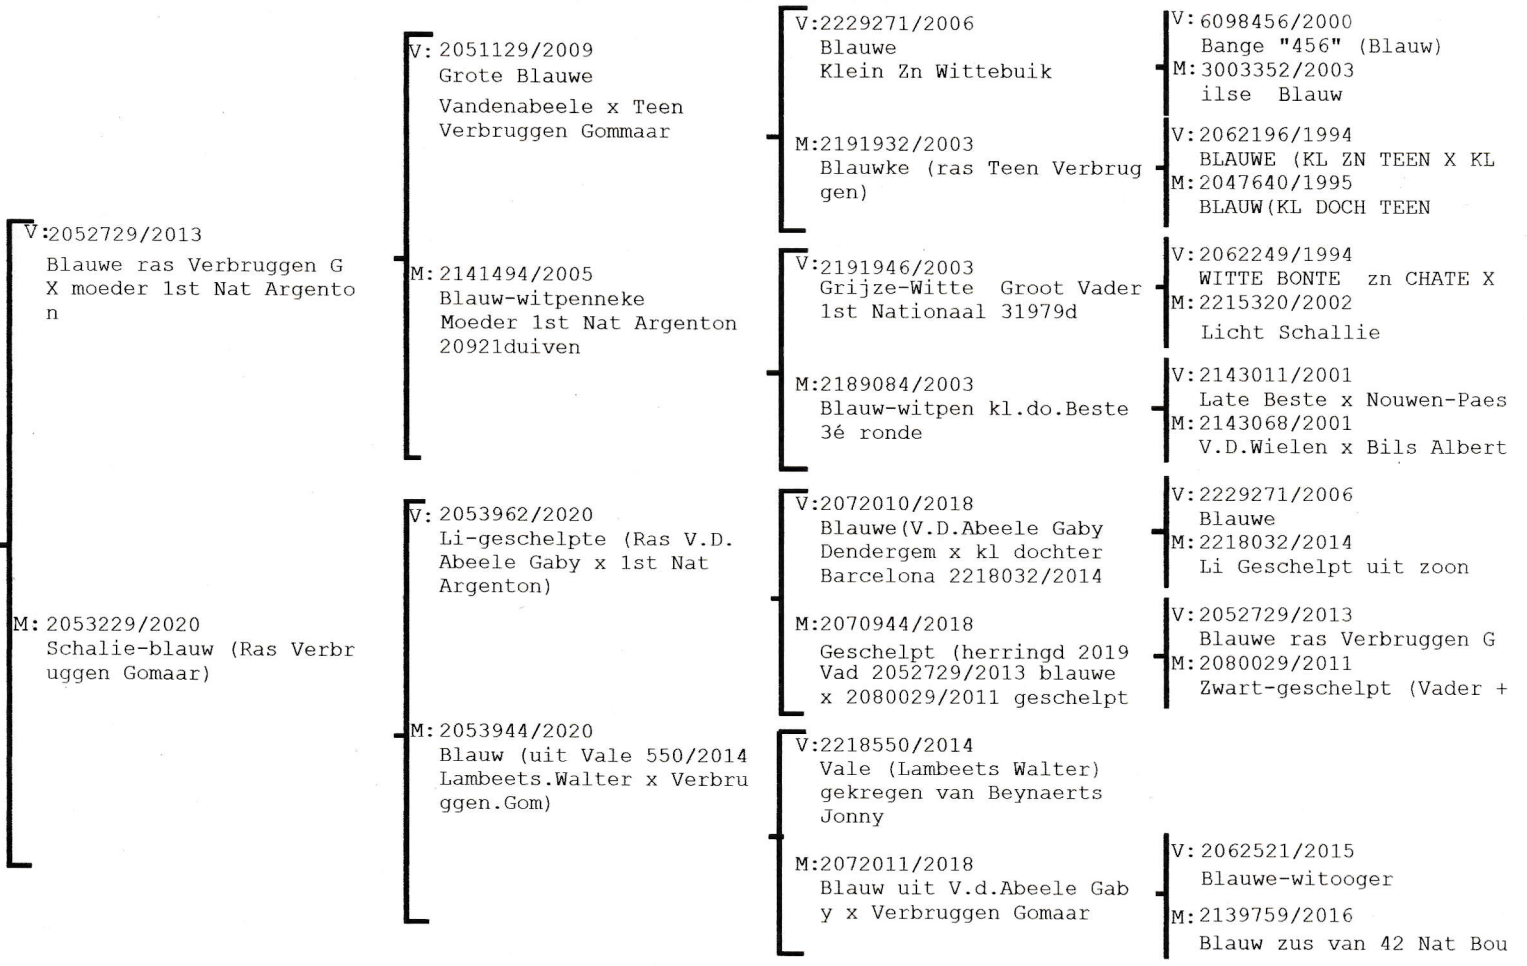 V:2052729/2013
Blauwe ras Verbruggen G
X moeder 1st Nat Argento
n
M:2053229/2020
Schalie-blauw (Ras Verbr
uggen Gomaar)
V:2051129/2009
Grote Blauwe
Vandenabeele x Teen
Verbruggen Gommaar
M:2141494/2005
Blauw-witpenneke
Moeder 1st Nat Argenton
20921duiven
V:2053962/2020
Li-geschelpte (Ras V.D.
Abeele Gaby x 1st Nat
Argenton)
M:2053944/2020
Blauw (uit Vale 550/2014
Lambeets.Walter x Verbru
ggen.Gom)
V:2229271/2006
Blauwe
Klein Zn Wittebuik
M:2191932/2003
Blauwke (ras Teen Verbrug
gen)
V:2191946/2003
Grijze-Witte  Groot Vader
1st Nationaal 31979d
M:2189084/2003
Blauw-witpen kl.do.Beste
3é ronde
V:2072010/2018
Blauwe(V.D.Abeele Gaby
Dendergem x kl dochter
Barcelona 2218032/2014
M:2070944/2018
Geschelpt (herringd 2019
Vad 2052729/2013 blauwe
x 2080029/2011 geschelpt
V:2218550/2014
Vale (Lambeets Walter)
gekregen van Beynaerts
Jonny
M:2072011/2018
Blauw uit V.d.Abeele Gab
y x Verbruggen Gomaar
V:6098456/2000
Bange "456" (Blauw)
M:3003352/2003
ilse  Blauw
V:2062196/1994
BLAUWE (KL ZN TEEN X KL
M:2047640/1995
BLAUW(KL DOCH TEEN
V:2062249/1994
WITTE BONTE  zn CHATE X
M:2215320/2002
Licht Schallie
V:2143011/2001
Late Beste x Nouwen-Paes
M:2143068/2001
V.D.Wielen x Bils Albert
V:2229271/2006
Blauwe
M:2218032/2014
Li Geschelpt uit zoon
V:2052729/2013
Blauwe ras Verbruggen G
M:2080029/2011
Zwart-geschelpt (Vader +
V:2062521/2015
Blauwe-witooger
M:2139759/2016
Blauw zus van 42 Nat Bou